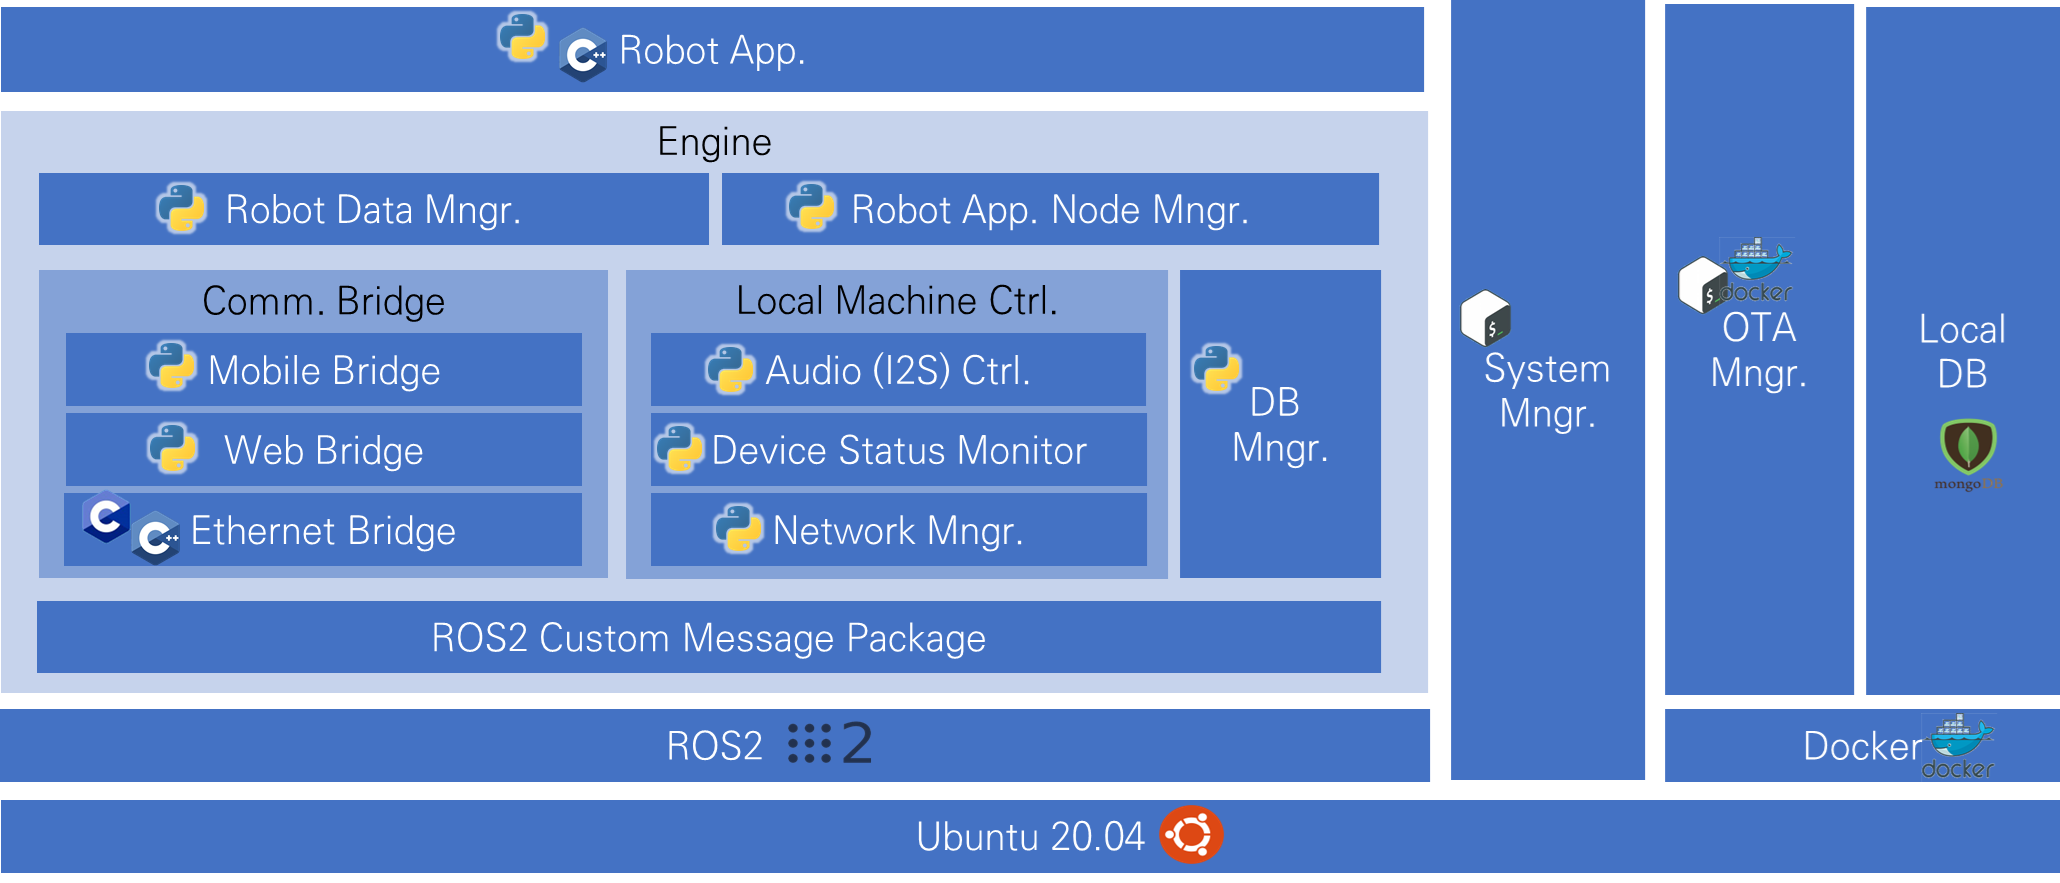 Robot App.
Engine
Robot Data Mngr.
Robot App. Node Mngr.
Comm. Bridge
Mobile Bridge
Web Bridge
Ethernet Bridge
Local Machine Ctrl.
Audio (I2S) Ctrl.
Device Status Monitor
Network Mngr.
DB
Mngr.
ROS2 Custom Message Package
ROS2 2
System
Mngr.
docker
OTA
Mngr.
Local
DB
mongoDB
Docker
docker
Ubuntu 20.04
C++
C
C++
$_
$_